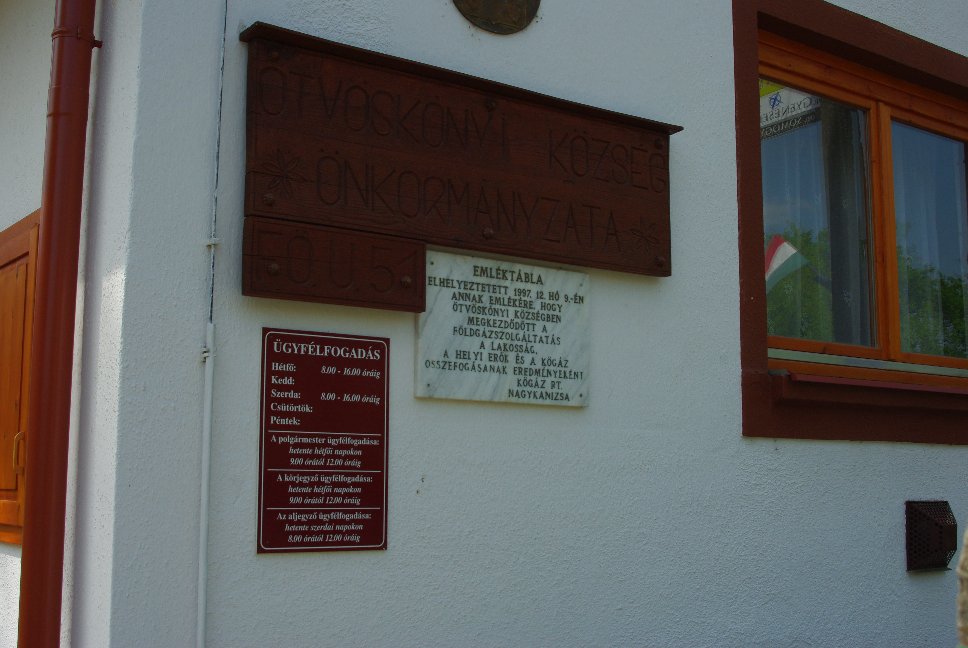 ÖTVÖSKÓNYI KÖZSÉG
ÖNKORMÁNYZATA
FŐ.U.51
EMLÉKTÁBLA
ELHELYEZTETETT 1997. 12. HÓ 9.-ÉN
ANNAK EMLÉKÉRE, HOGY
ÖTVÖSKÓNYI KÖZSÉGBEN
MEGKEZDŐDÖTT A
FÖLDGÁZSZOLGÁLTATÁS
A LAKOSSÁG,
A HELYI ERŐK ÉS A KÖGÁZ
ÖSSZEFOGÁSÁNAK EREDMÉNYEKÉNT
KÖGÁZ RT.
NAGYKANIZSA
ÜGYFÉLFOGADÁS
Hétfő: 8.00 - 16.00 óráig
Kedd:
Szerda: 8.00 - 16.00 óráig
Csütörtök:
Péntek:
A polgármester ügyfélfogadása:
hetente hétfői napokon
9.00 órától 12.00 óráig
A körjegyző ügyfélfogadása:
hetente hétfői napokon
9.00 órától 12.00 óráig
Az aljegyző ügyfélfogadása:
hetente szerdai napokon
8.00 órától 12.00 óráig